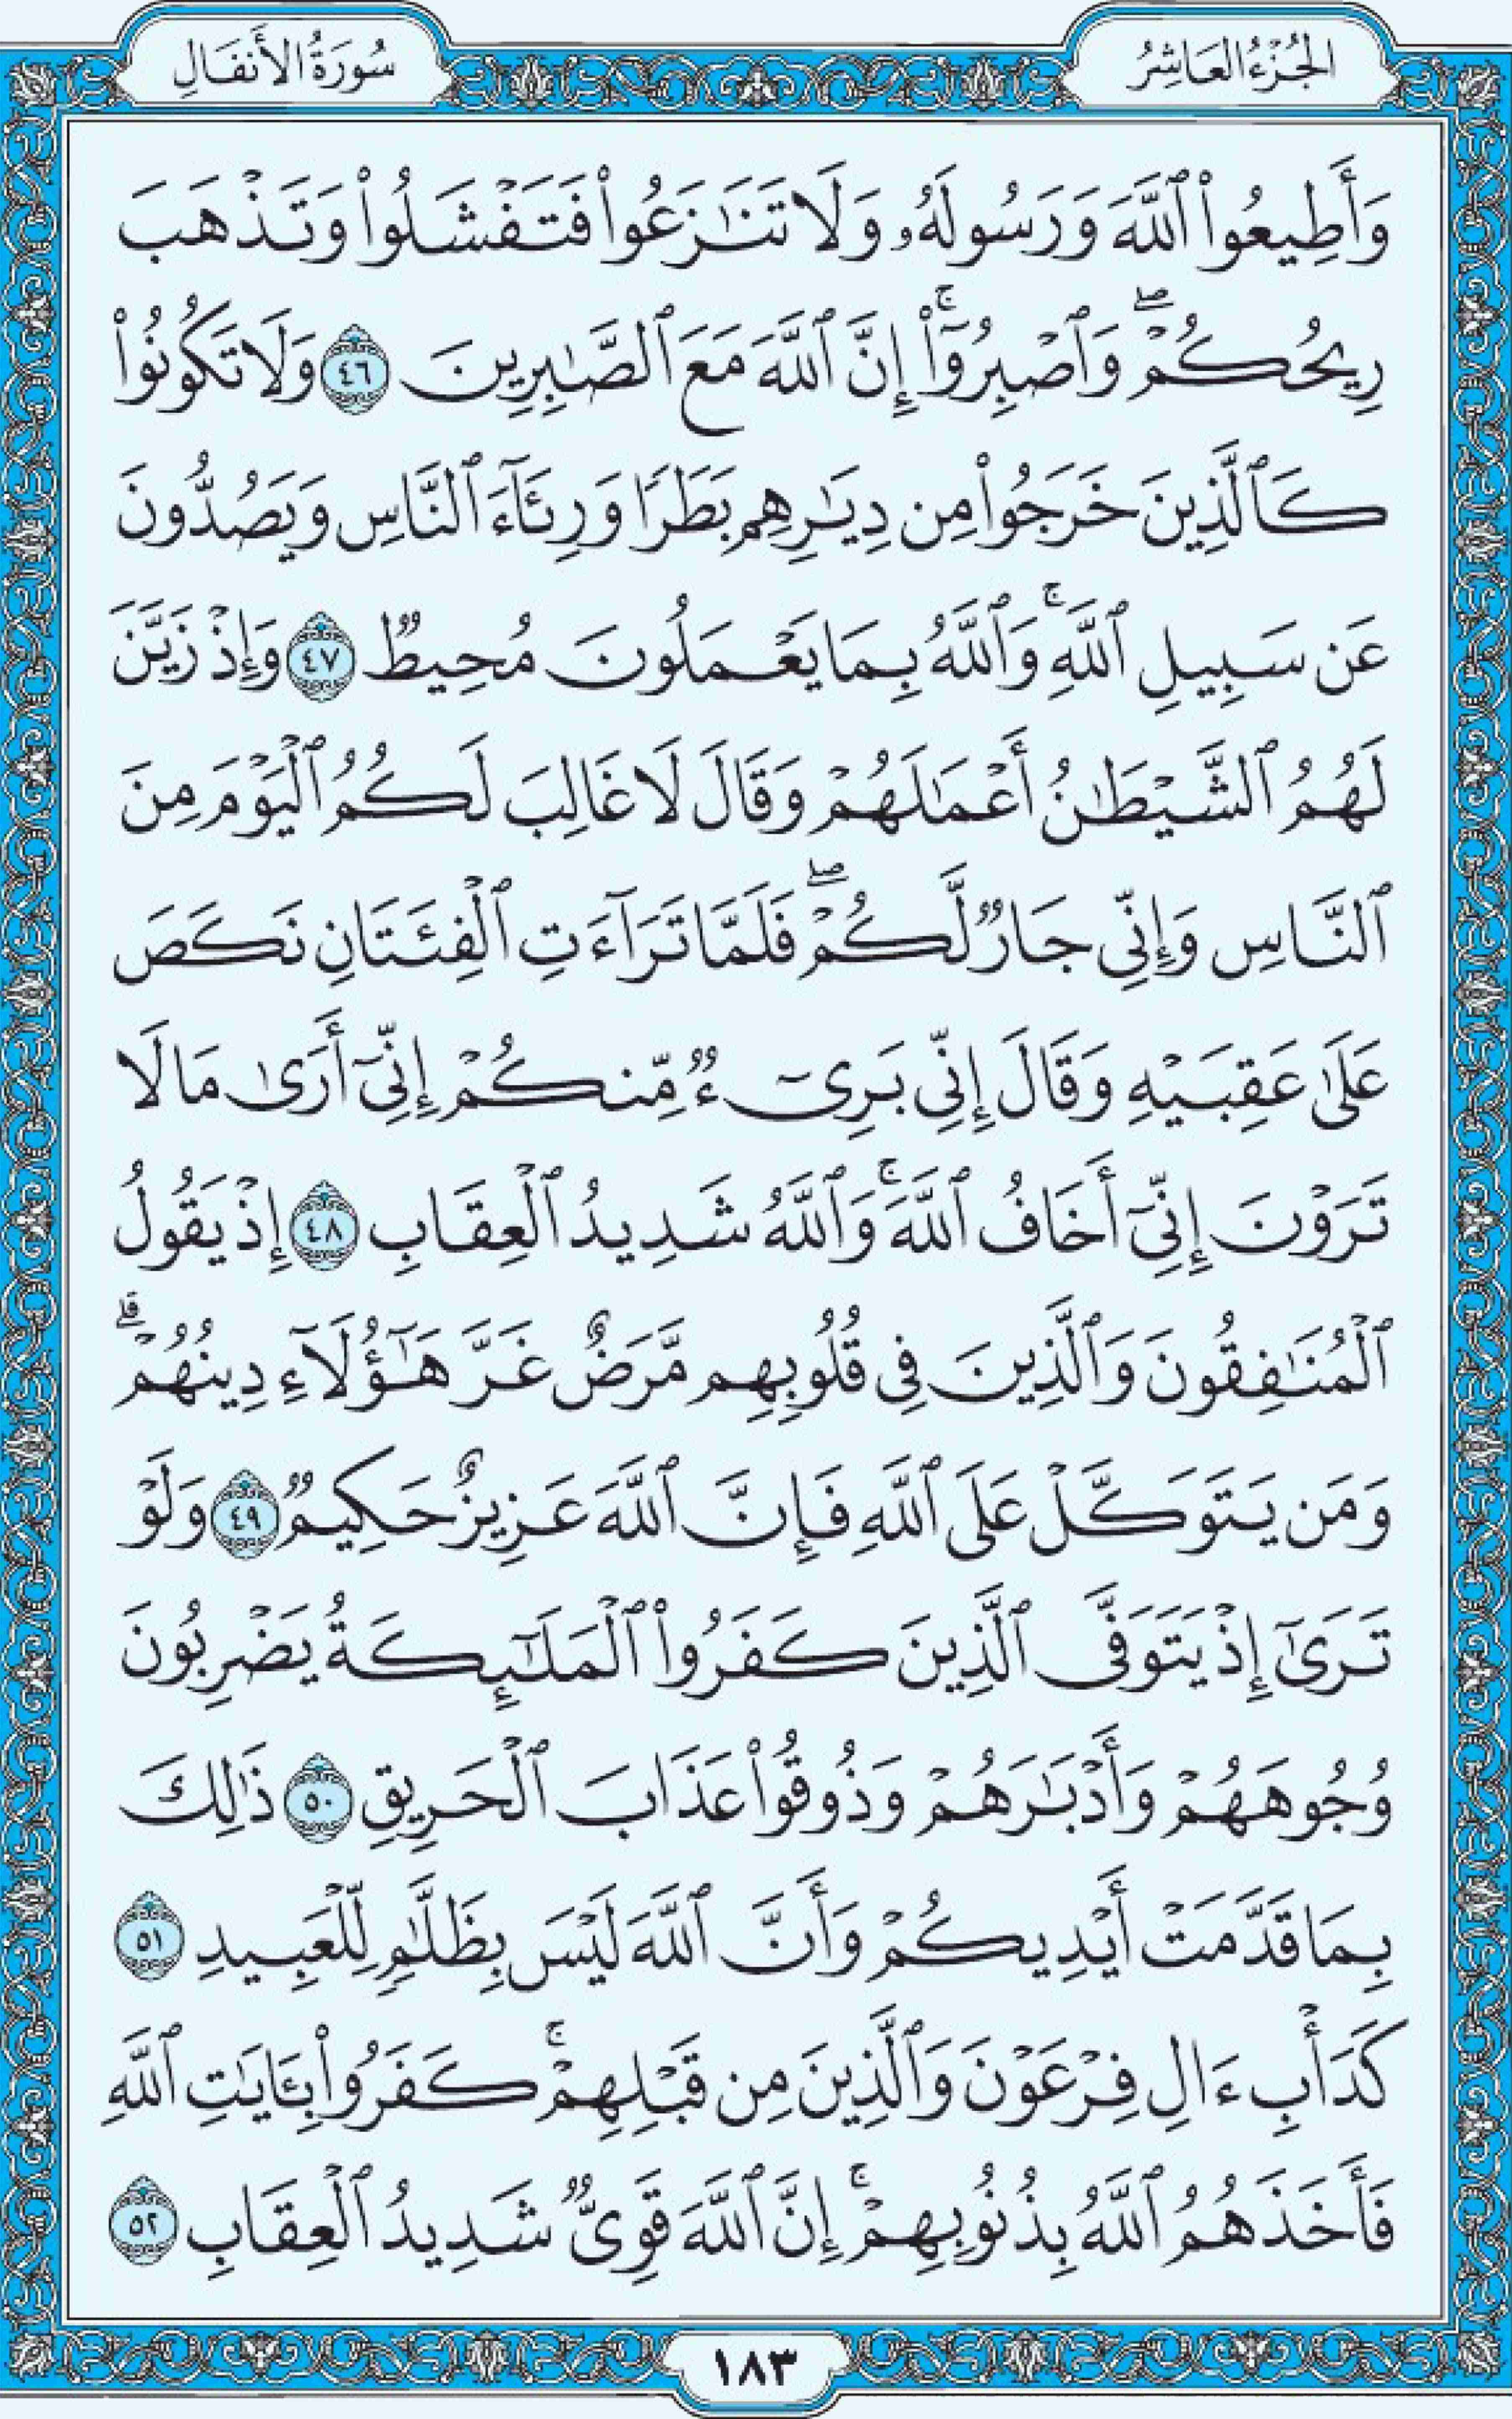 الجُزْءُ العَاشِرُ
سُورَةُ الأَنفَالِ
وَأَطِيعُوا۟ ٱللَّهَ وَرَسُولَهُۥ وَلَا تَنَٰزَعُوا۟ فَتَفْشَلُوا۟ وَتَذْهَبَ
رِيحُكُمْۖ وَٱصْبِرُوٓا۟ۚ إِنَّ ٱللَّهَ مَعَ ٱلصَّٰبِرِينَ ٤٦ وَلَا تَكُونُوا۟
كَٱلَّذِينَ خَرَجُوا۟ مِن دِيَٰرِهِم بَطَرًا وَرِئَآءَ ٱلنَّاسِ وَيَصُدُّونَ
عَن سَبِيلِ ٱللَّهِۚ وَٱللَّهُ بِمَا يَعْمَلُونَ مُحِيطٌ ٤٧ وَإِذْ زَيَّنَ
لَهُمُ ٱلشَّيْطَٰنُ أَعْمَٰلَهُمْ وَقَالَ لَا غَالِبَ لَكُمُ ٱلْيَوْمَ مِنَ
ٱلنَّاسِ وَإِنِّى جَارٌ لَّكُمْۖ فَلَمَّا تَرَآءَتِ ٱلْفِئَتَانِ نَكَصَ
عَلَىٰ عَقِبَيْهِ وَقَالَ إِنِّى بَرِىٓءٌ مِّنكُمْ إِنِّىٓ أَرَىٰ مَا لَا
تَرَوْنَ إِنِّىٓ أَخَافُ ٱللَّهَۚ وَٱللَّهُ شَدِيدُ ٱلْعِقَابِ ٤٨ إِذْ يَقُولُ
ٱلْمُنَٰفِقُونَ وَٱلَّذِينَ فِى قُلُوبِهِم مَّرَضٌ غَرَّ هَٰٓؤُلَآءِ دِينُهُمْۗ
وَمَن يَتَوَكَّلْ عَلَى ٱللَّهِ فَإِنَّ ٱللَّهَ عَزِيزٌ حَكِيمٌ ٤٩ وَلَوْ
تَرَىٰٓ إِذْ يَتَوَفَّى ٱلَّذِينَ كَفَرُوا۟ ٱلْمَلَٰٓئِكَةُ يَضْرِبُونَ
وُجُوهَهُمْ وَأَدْبَٰرَهُمْ وَذُوقُوا۟ عَذَابَ ٱلْحَرِيقِ ٥٠ ذَٰلِكَ
بِمَا قَدَّمَتْ أَيْدِيكُمْ وَأَنَّ ٱللَّهَ لَيْسَ بِظَلَّٰمٍ لِّلْعَبِيدِ ٥١
كَدَأْبِ ءَالِ فِرْعَوْنَ وَٱلَّذِينَ مِن قَبْلِهِمْۚ كَفَرُوا۟ بِـَٔايَٰتِ ٱللَّهِ
فَأَخَذَهُمُ ٱللَّهُ بِذُنُوبِهِمْۚ إِنَّ ٱللَّهَ قَوِىٌّ شَدِيدُ ٱلْعِقَابِ ٥٢
١٨٣